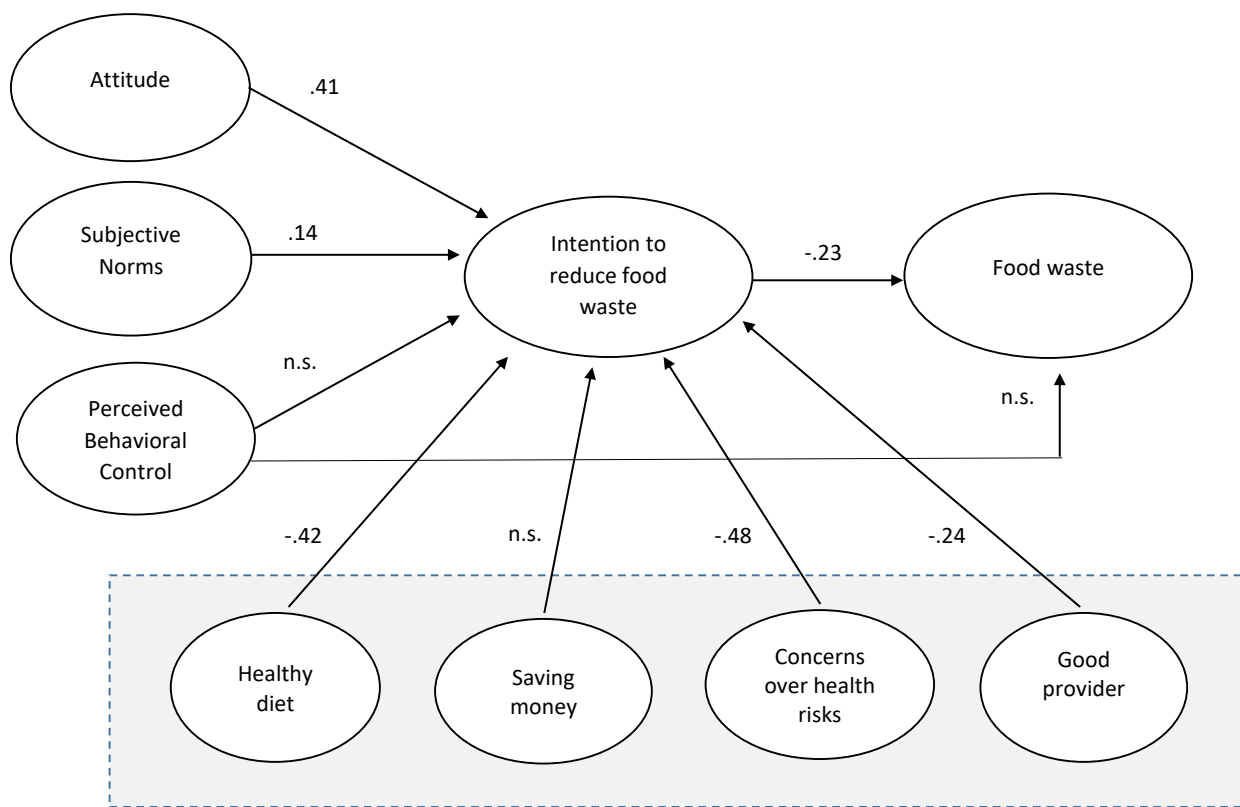 Attitude
.41
Subjective
Norms
.14
Intention to
reduce food
waste
-.23
Food waste
n.s.
n.s.
Perceived
Behavioral
Control
-.42
n.s.
-.48
-.24
Healthy
diet
Saving
money
Concerns
over health
risks
Good
provider